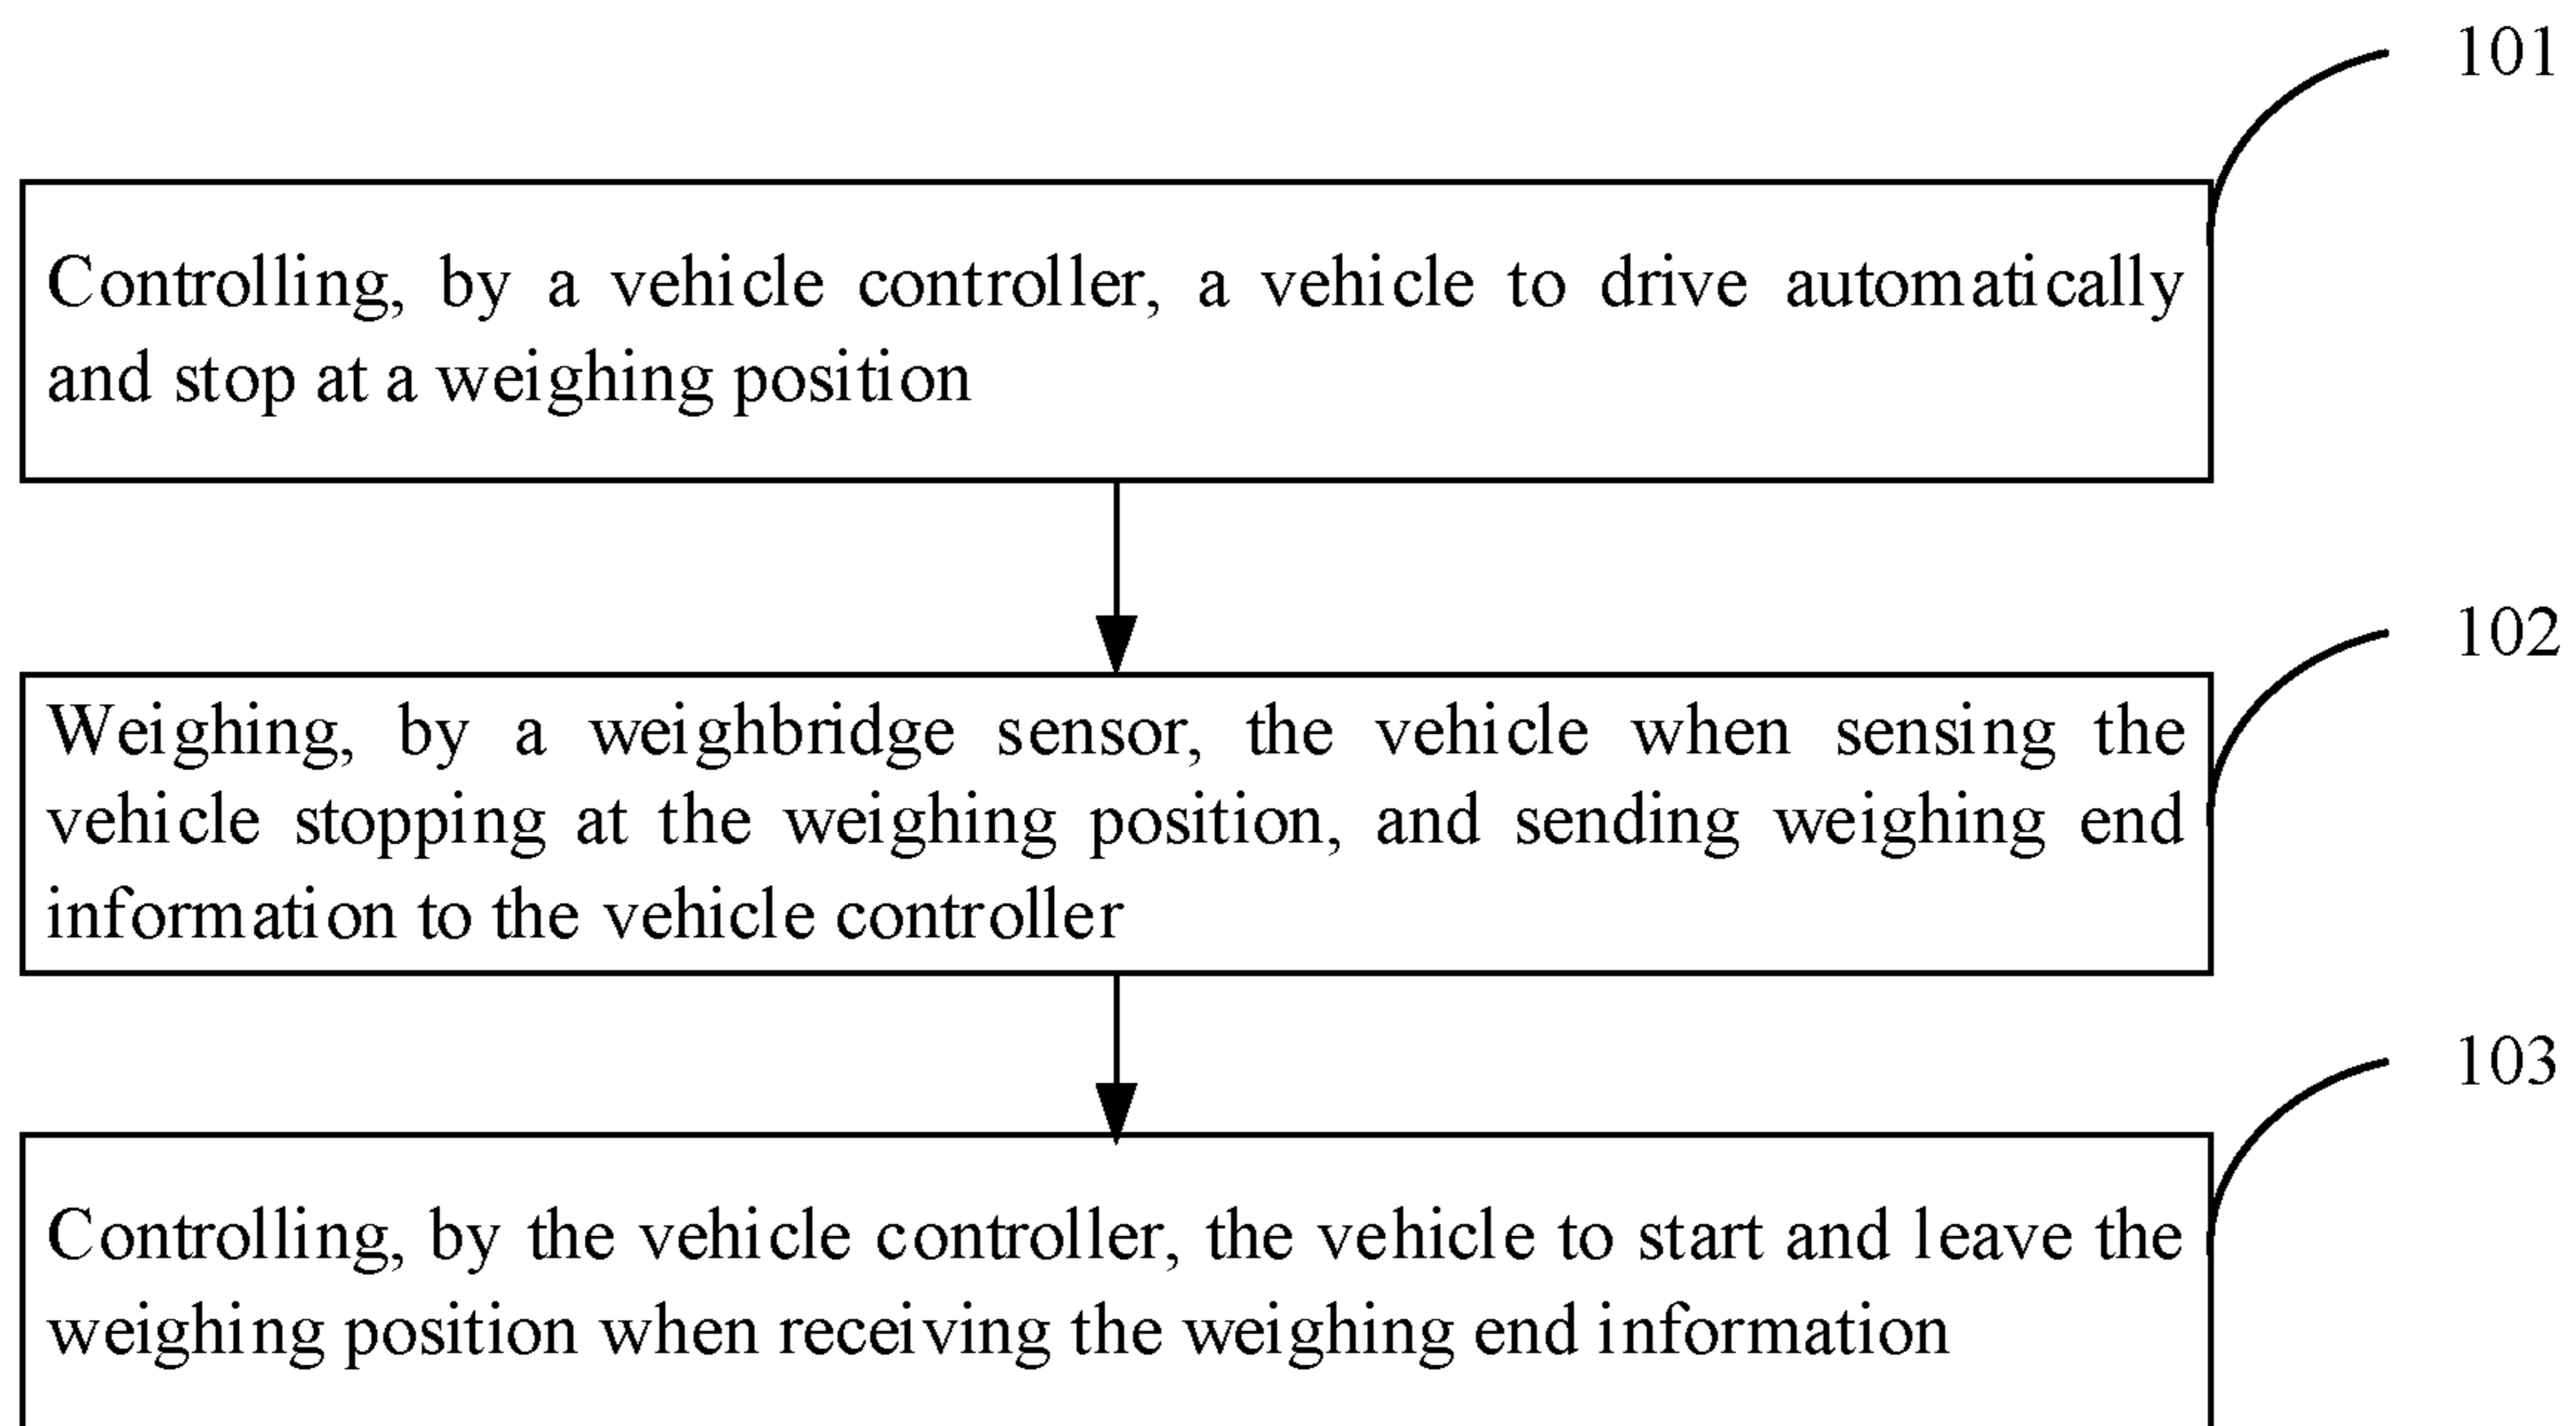 101
Controlling, by a vehicle controller, a vehicle to drive automatically
and stop at a weighing position
102
Weighing, by a weighbridge sensor, the vehicle when sensing the
vehicle stopping at the weighing position, and sending weighing end
information to the vehicle controller
103
Controlling, by the vehicle controller, the vehicle to start and leave the
weighing position when receiving the weighing end information